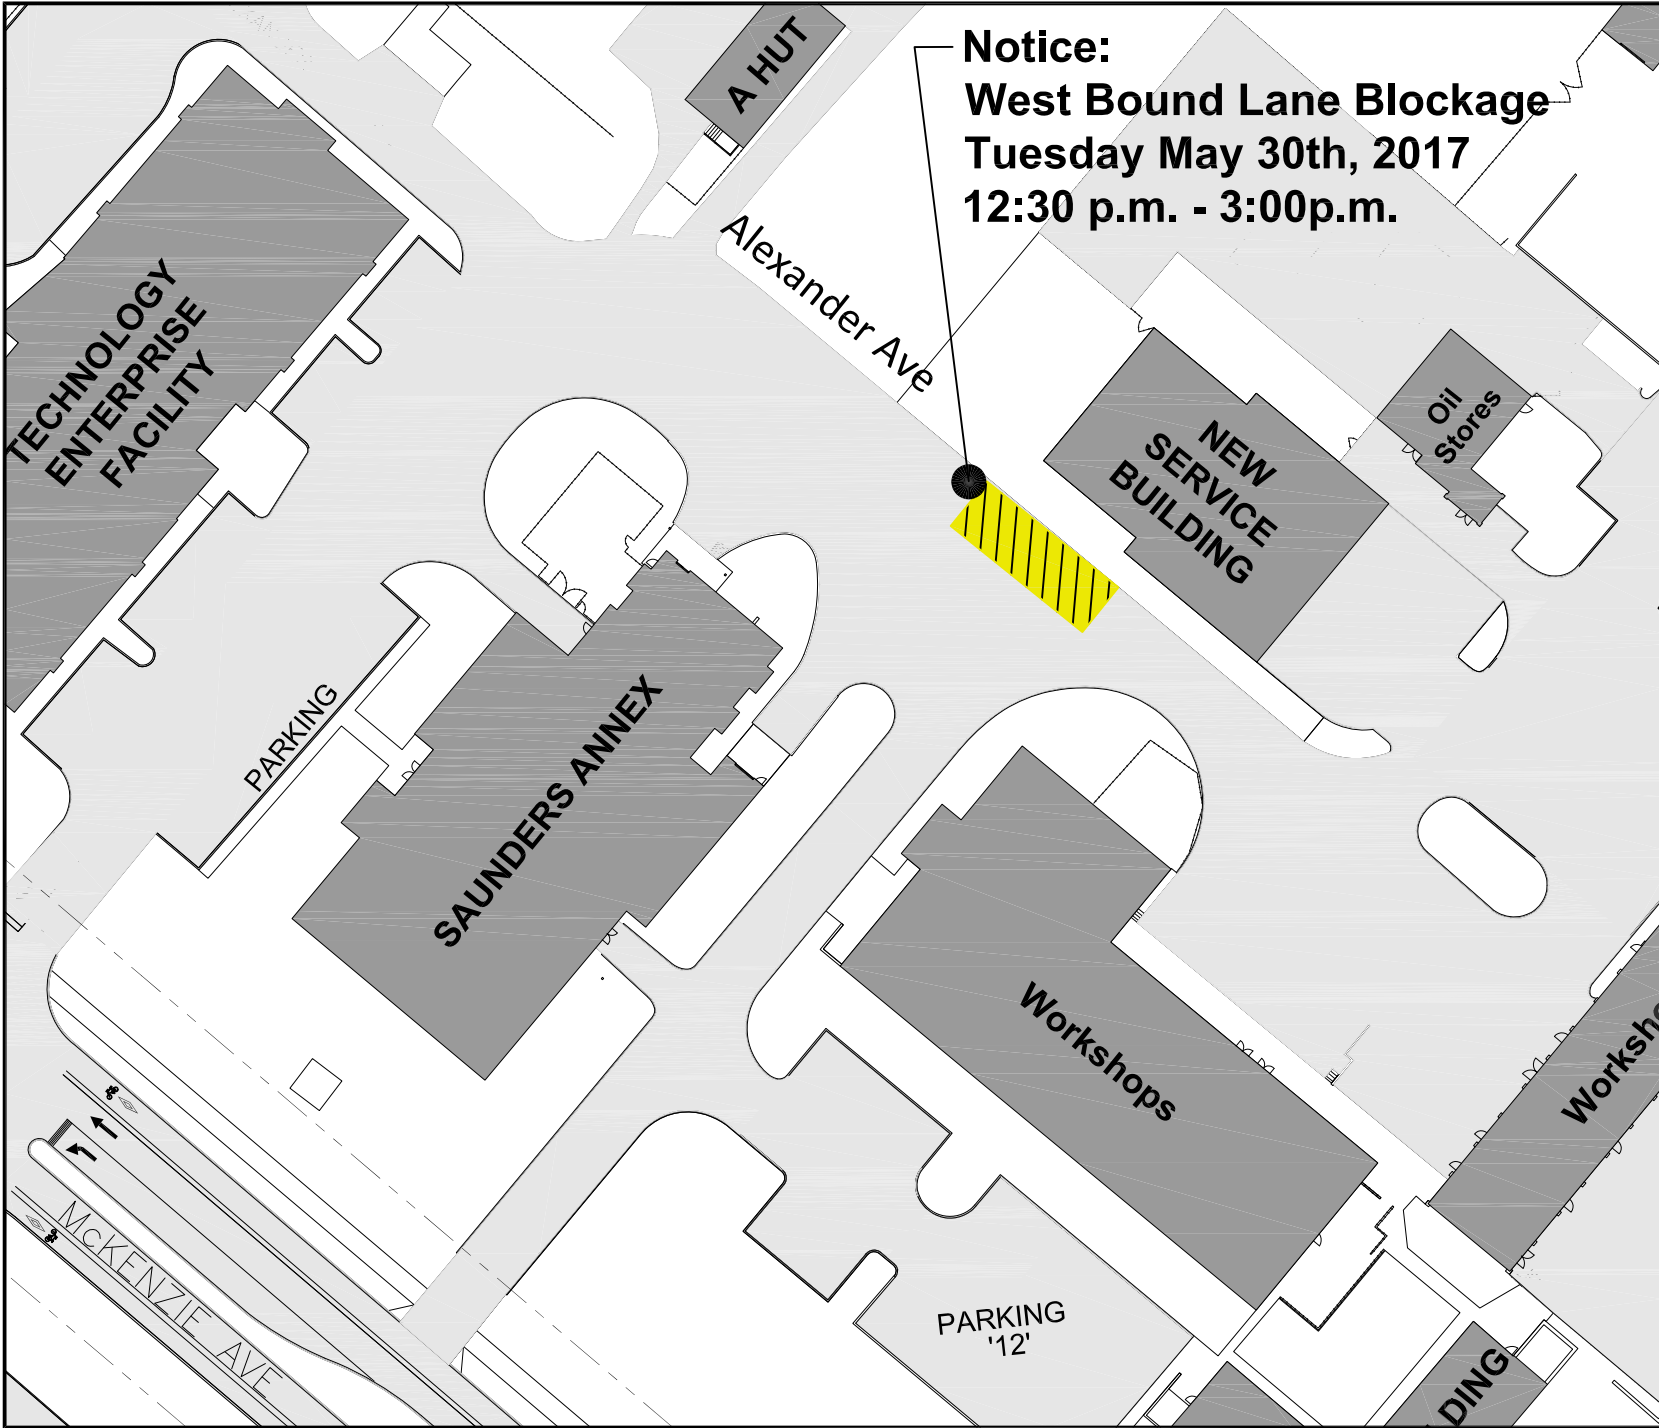 Notice:
West Bound Lane Blockage
Tuesday May 30th, 2017
12:30 p.m. - 3:00p.m.
A HUT
Alexander Ave
TECHNOLOGY
ENTERPRISE
FACILITY
NEW
SERVICE
BUILDING
Oil
Stores
PARKING
SAUNDERS ANNEX
Workshops
Worksho
McKENZIE AVE
PARKING
'12'
DING